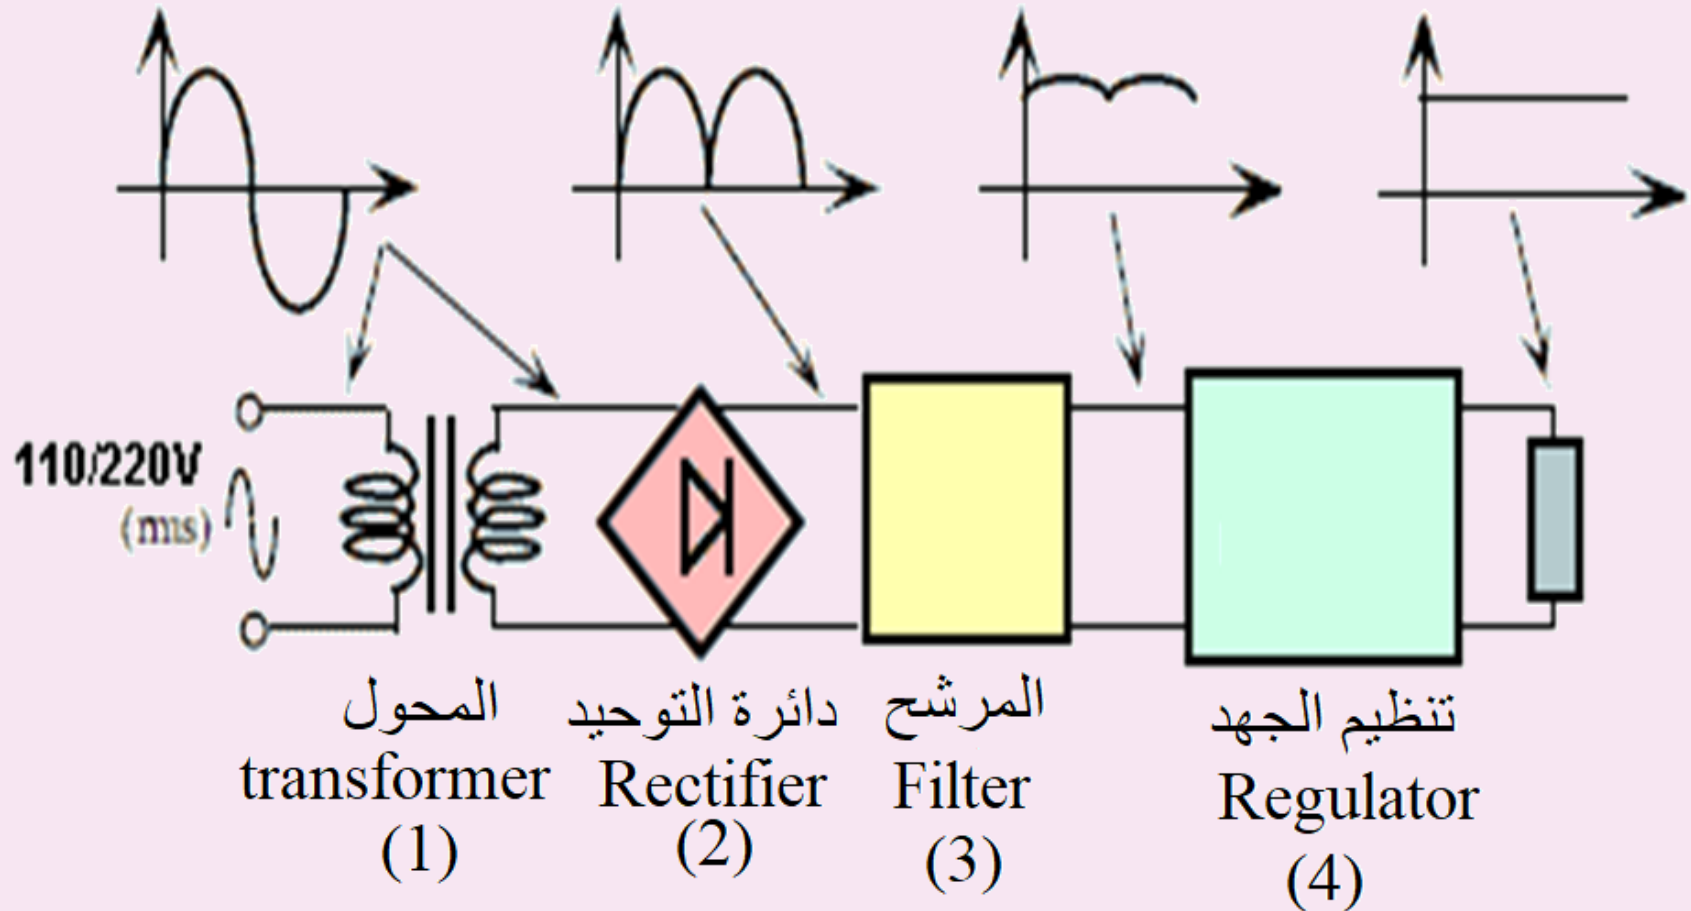 110/220V
(rms)
المحول
transformer
(1)
دائرة التوحيد
Rectifier
(2)
المرشح
Filter
(3)
تنظيم الجهد
Regulator
(4)